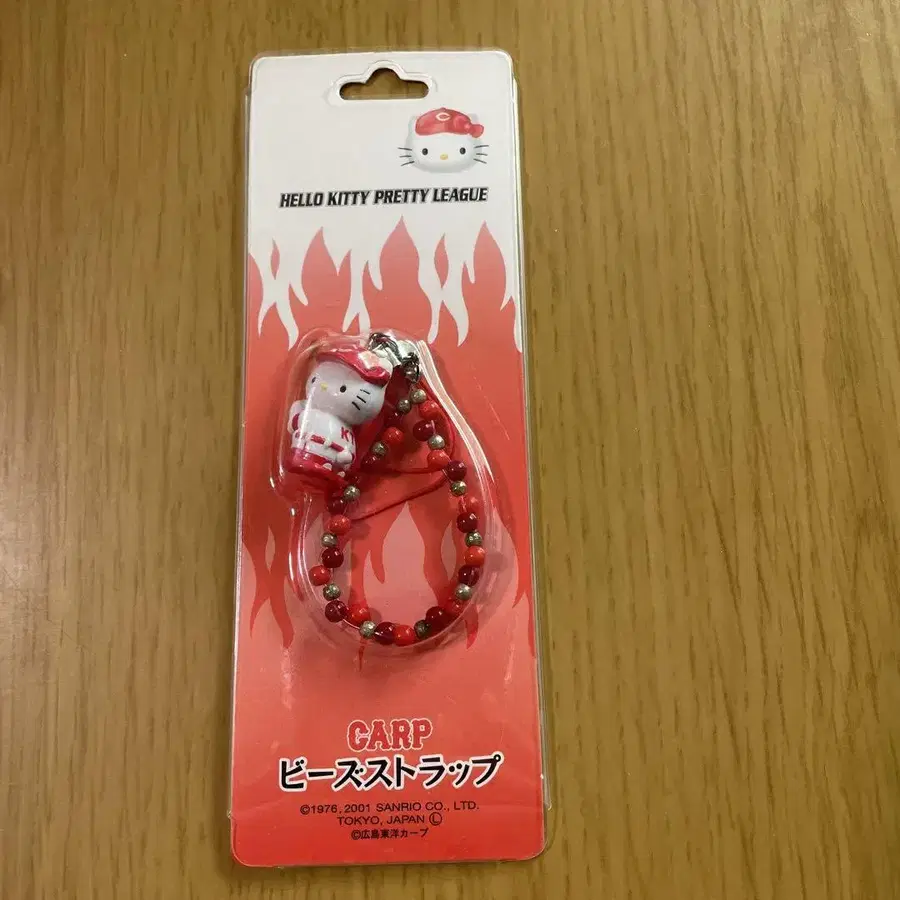 C
HELLO KITTY PRETTY LEAGUE
KI
CARP
ビーズストラップ
©1976, 2001 SANRIO CO., LTD.
TOKYO, JAPAN Ⓛ
©広島東洋カープ